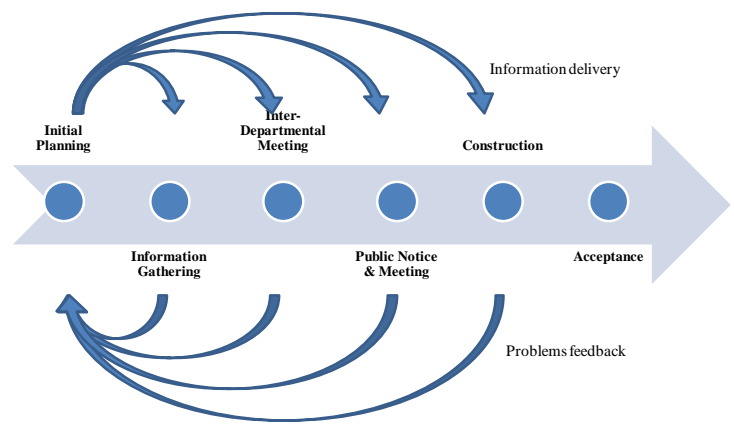 Information delivery
Initial
Planning
Inter-
Departmental
Meeting
Construction
Information
Gathering
Public Notice
& Meeting
Acceptance
Problems feedback